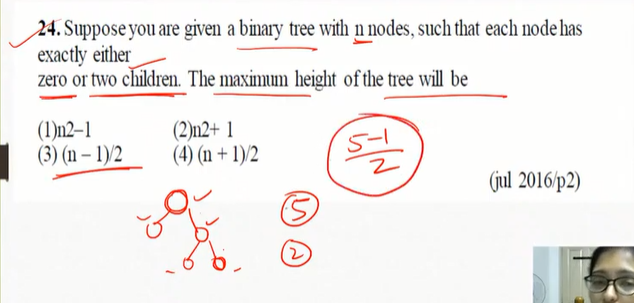 24. Suppose you are given a binary tree with n nodes, such that each node has
exactly either
zero or two children. The maximum height of the tree will be
(1)n2–1 (2)n2+ 1
(3) (n – 1)/2 (4) (n + 1)/2
5-1
2
(jul 2016/p2)
5
2